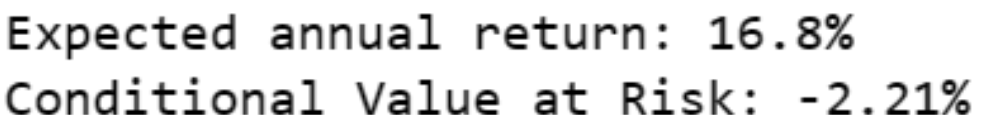 Expected annual return: 16.8%
Conditional Value at Risk: -2.21%